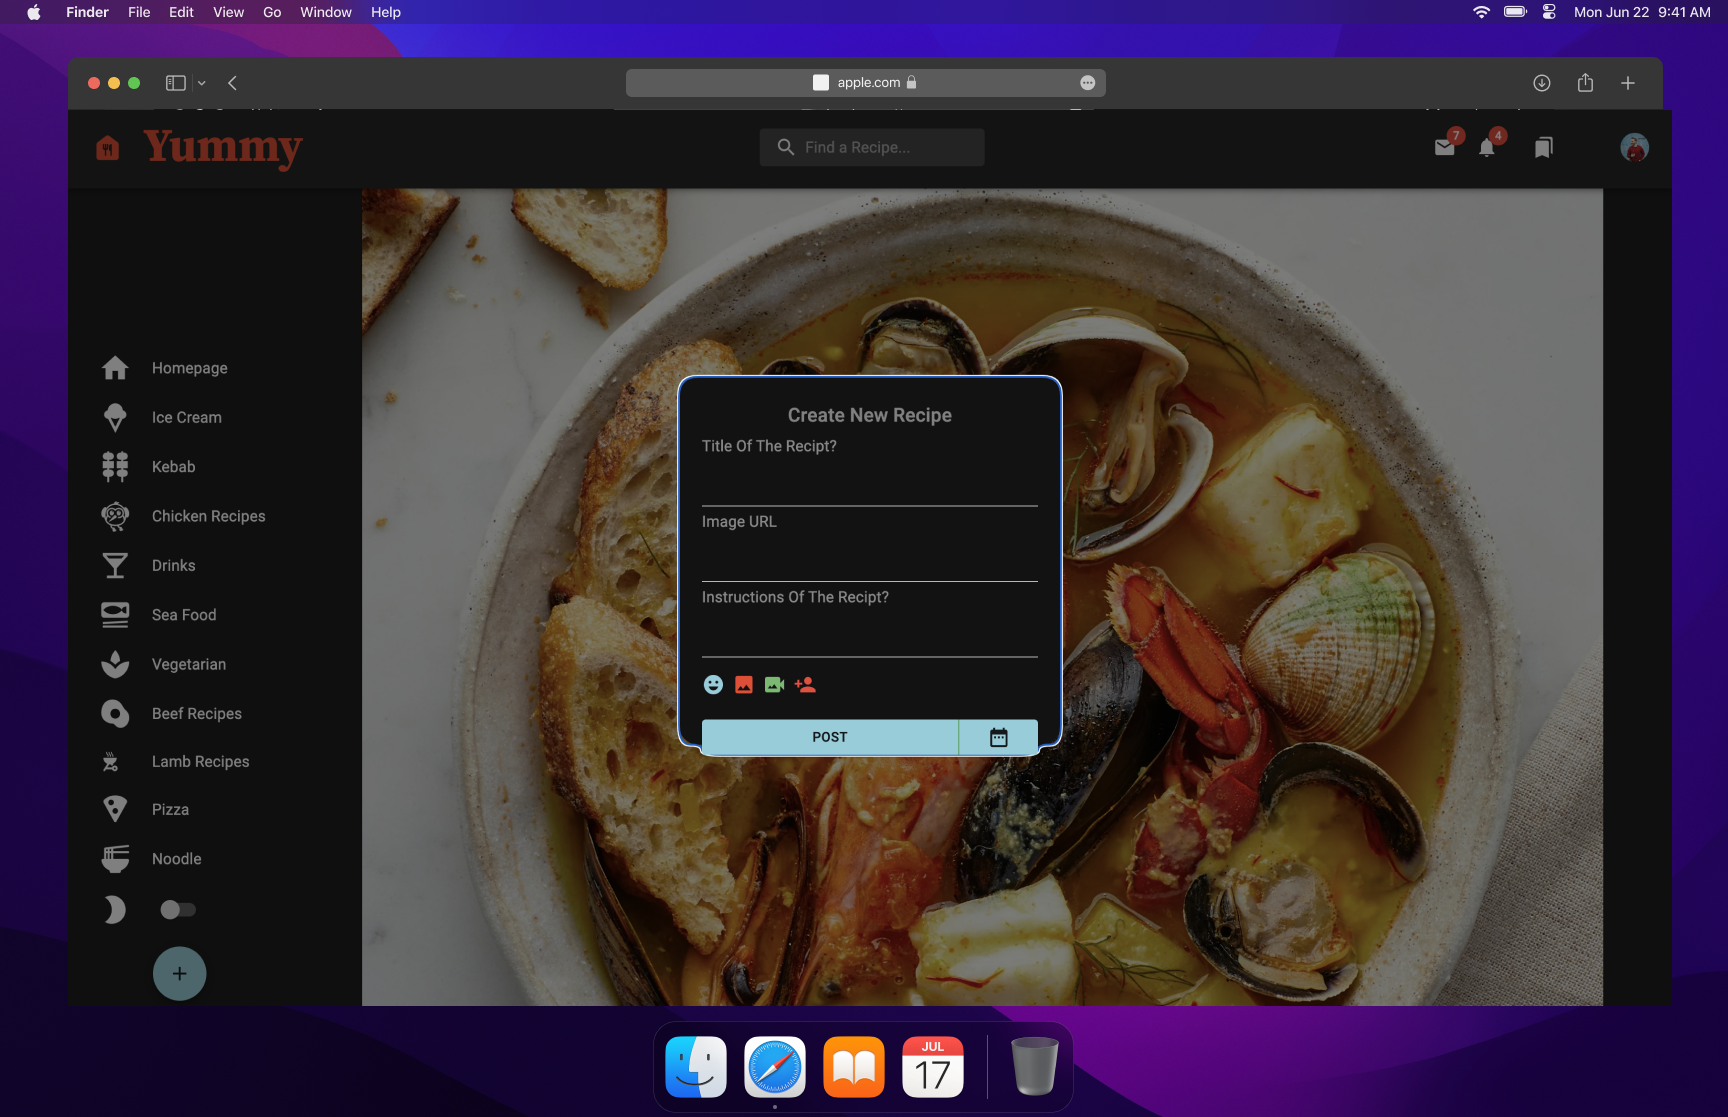 Finder File Edit View Go Window Help
Mon Jun 22 9:41 AM
apple.com
Yummy
Find a Recipe...
7
4
Homepage
Ice Cream
Kebab
Chicken Recipes
Drinks
Sea Food
Vegetarian
Beef Recipes
Lamb Recipes
Pizza
Noodle
+
Create New Recipe
Title Of The Recipt?
Image URL
Instructions Of The Recipt?
POST
JUL
17